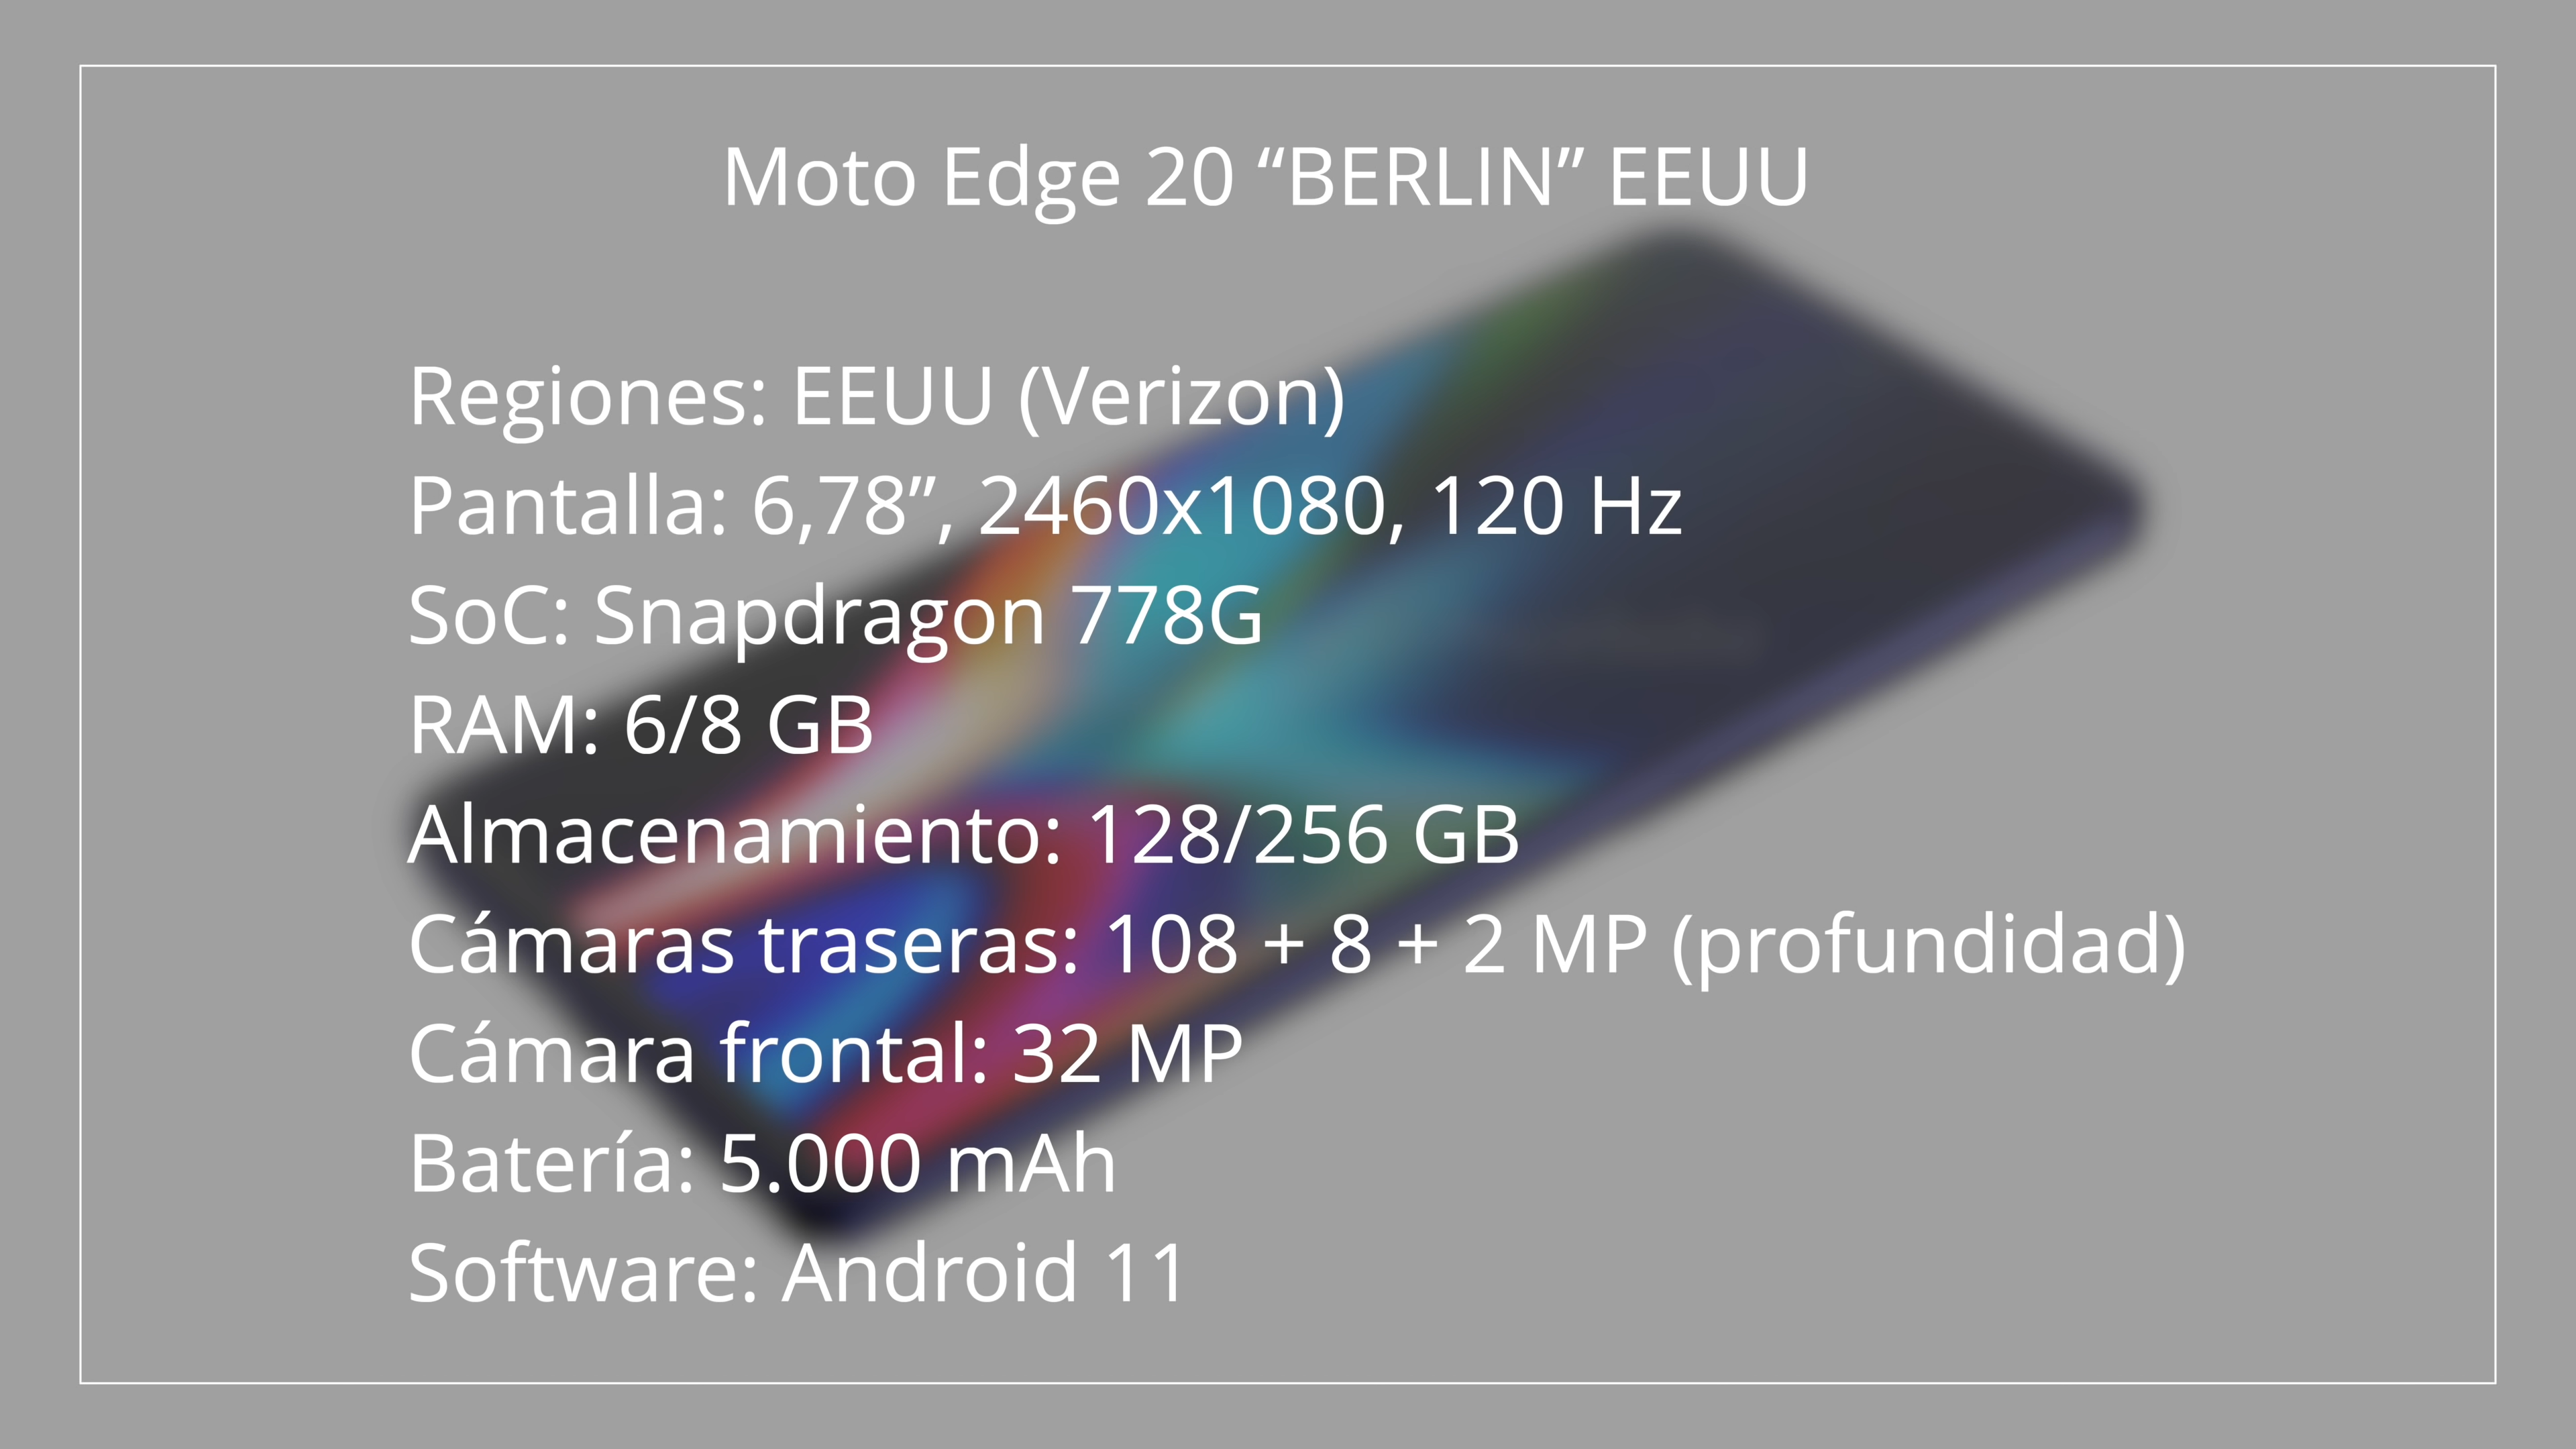 Moto Edge 20 “BERLIN” EEUU
Regiones: EEUU (Verizon)
Pantalla: 6,78”, 2460x1080, 120 Hz
SoC: Snapdragon 778G
RAM: 6/8 GB
Almacenamiento: 128/256 GB
Cámaras traseras: 108 + 8 + 2 MP (profundidad)
Cámara frontal: 32 MP
Batería: 5.000 mAh
Software: Android 11